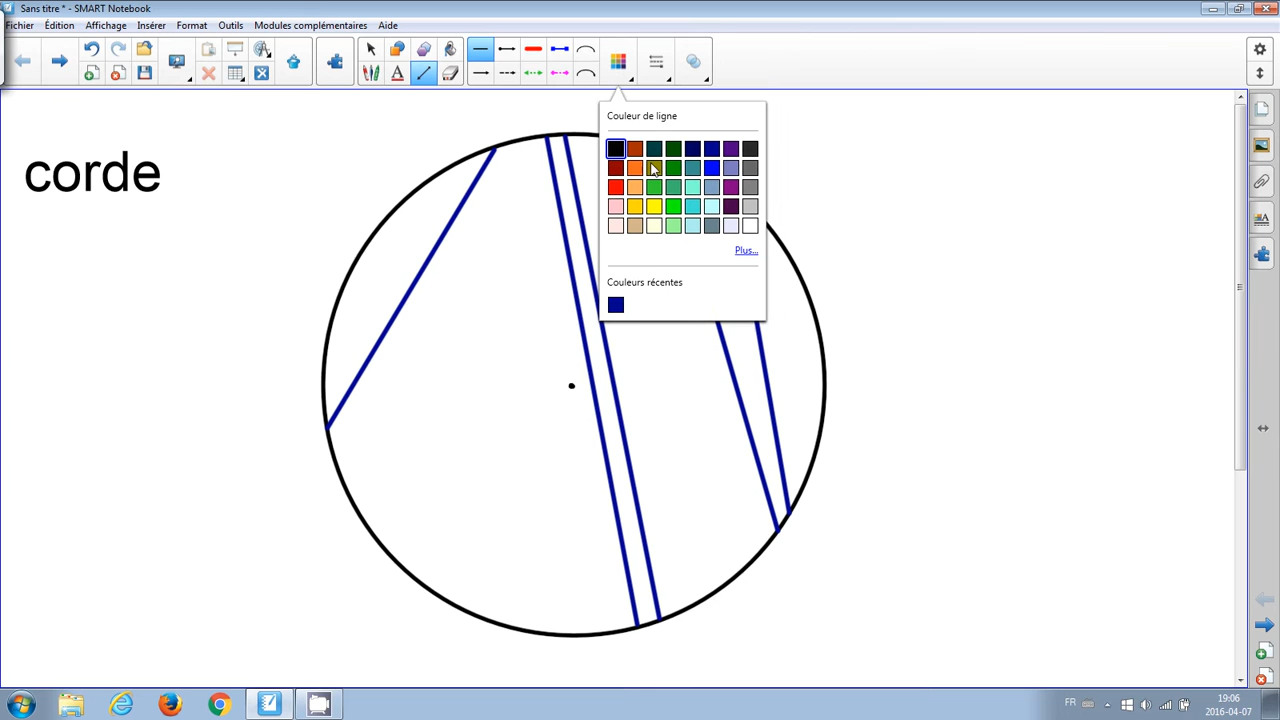 Sans titre * - SMART Notebook
Fichier Édition Affichage Insérer Format Outils Modules complémentaires Aide
Couleur de ligne
corde
Plus...
Couleurs récentes
FR
19:06
2016-04-07